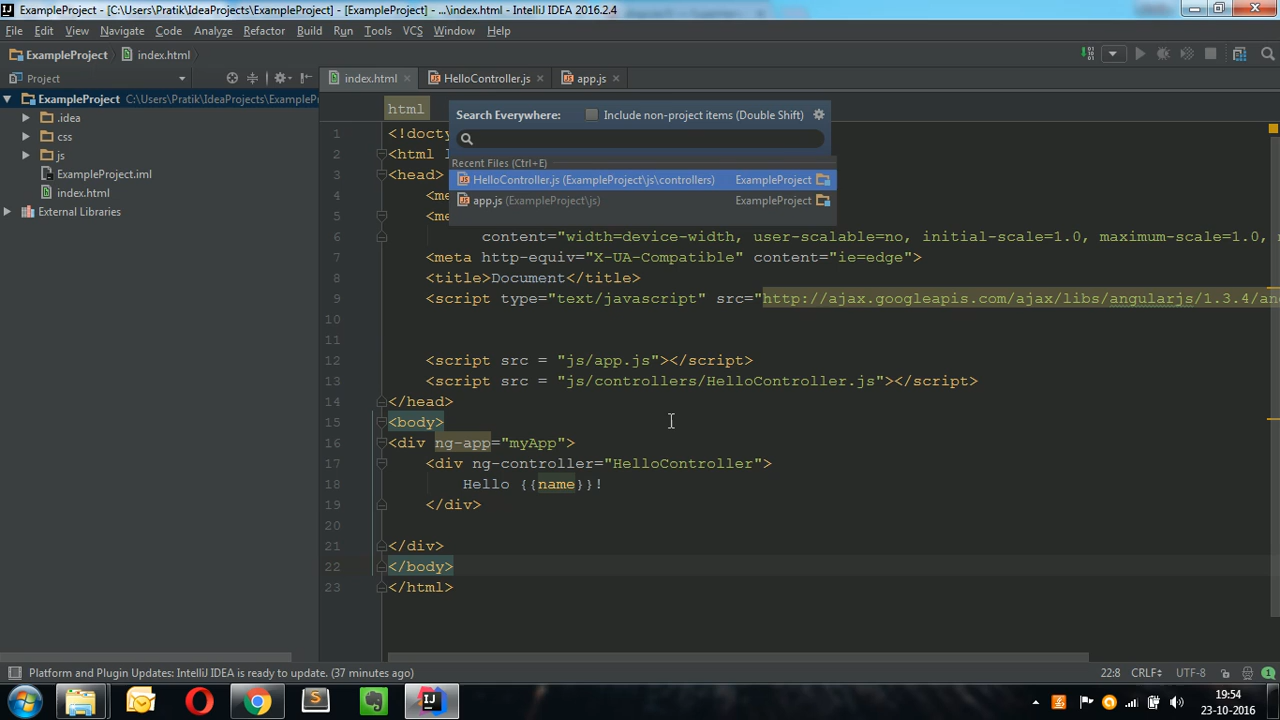 ExampleProject - [C:\Users\Pratik\IdeaProjects\ExampleProject] - [ExampleProject] - ...\index.html - IntelliJ IDEA 2016.2.4
File Edit View Navigate Code Analyze Refactor Build Run Tools VCS Window Help
ExampleProject index.html
Project
index.html HelloController.js app.js
ExampleProject C:\Users\Pratik\IdeaProjects\ExampleP
.idea
css
js
ExampleProject.iml
index.html
External Libraries
html
Search Everywhere: Include non-project items (Double Shift)
Recent Files (Ctrl+E)
HelloController.js (ExampleProject\js\controllers) ExampleProject
app.js (ExampleProject\js) ExampleProject
1 <!docty
2 <html l
3 <head>
4 <me
5 <me
6 content="width=device-width, user-scalable=no, initial-scale=1.0, maximum-scale=1.0,
7 <meta http-equiv="X-UA-Compatible" content="ie=edge">
8 <title>Document</title>
9 <script type="text/javascript" src="http://ajax.googleapis.com/ajax/libs/angularjs/1.3.4/an
10
11
12 <script src = "js/app.js"></script>
13 <script src = "js/controllers/HelloController.js"></script>
14 </head>
15 <body>
16 <div ng-app="myApp">
17 <div ng-controller="HelloController">
18 Hello {{name}}!
19 </div>
20
21 </div>
22 </body>
23 </html>
Platform and Plugin Updates: IntelliJ IDEA is ready to update. (37 minutes ago) 22:8 CRLF UTF-8 1
19:54
23-10-2016